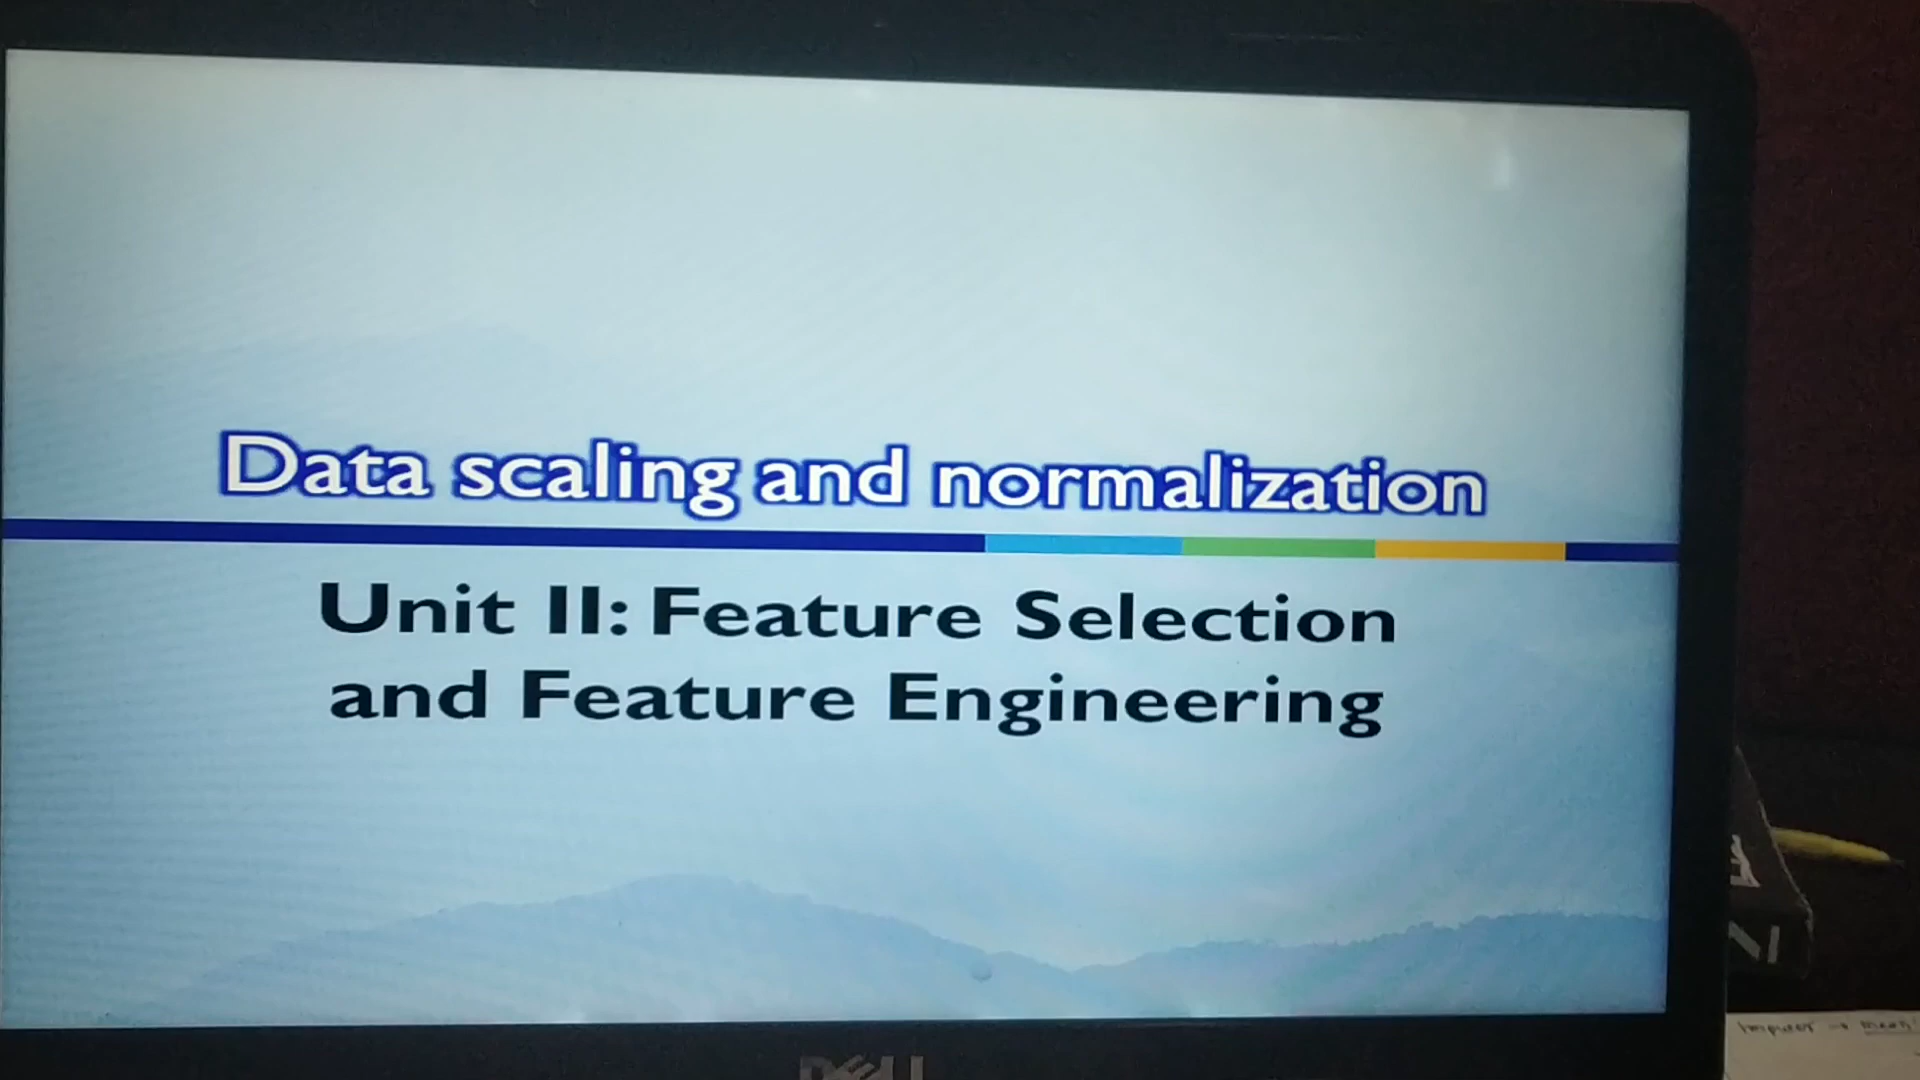 Data scaling and normalization
Unit II: Feature Selection
and Feature Engineering
DELL